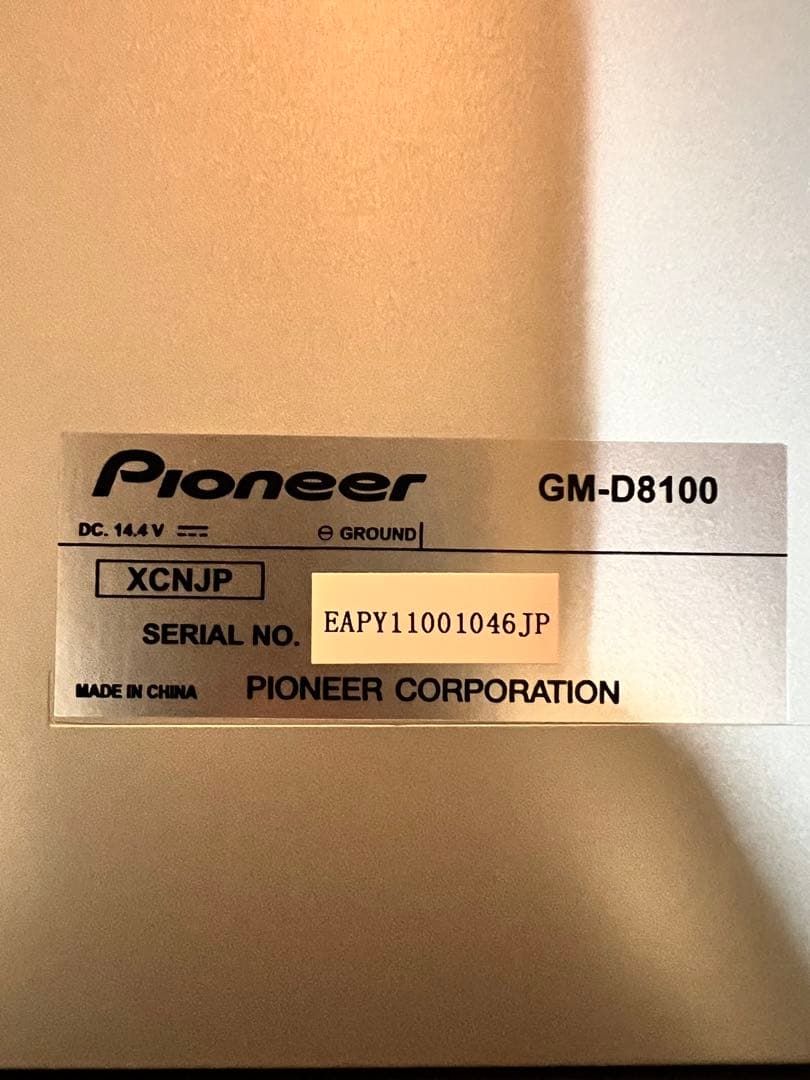 Pioneer GM-D8100
DC. 14.4 V ⎓ ⊖ GROUND
XCNJP
SERIAL NO. EAPY11001046JP
MADE IN CHINA PIONEER CORPORATION